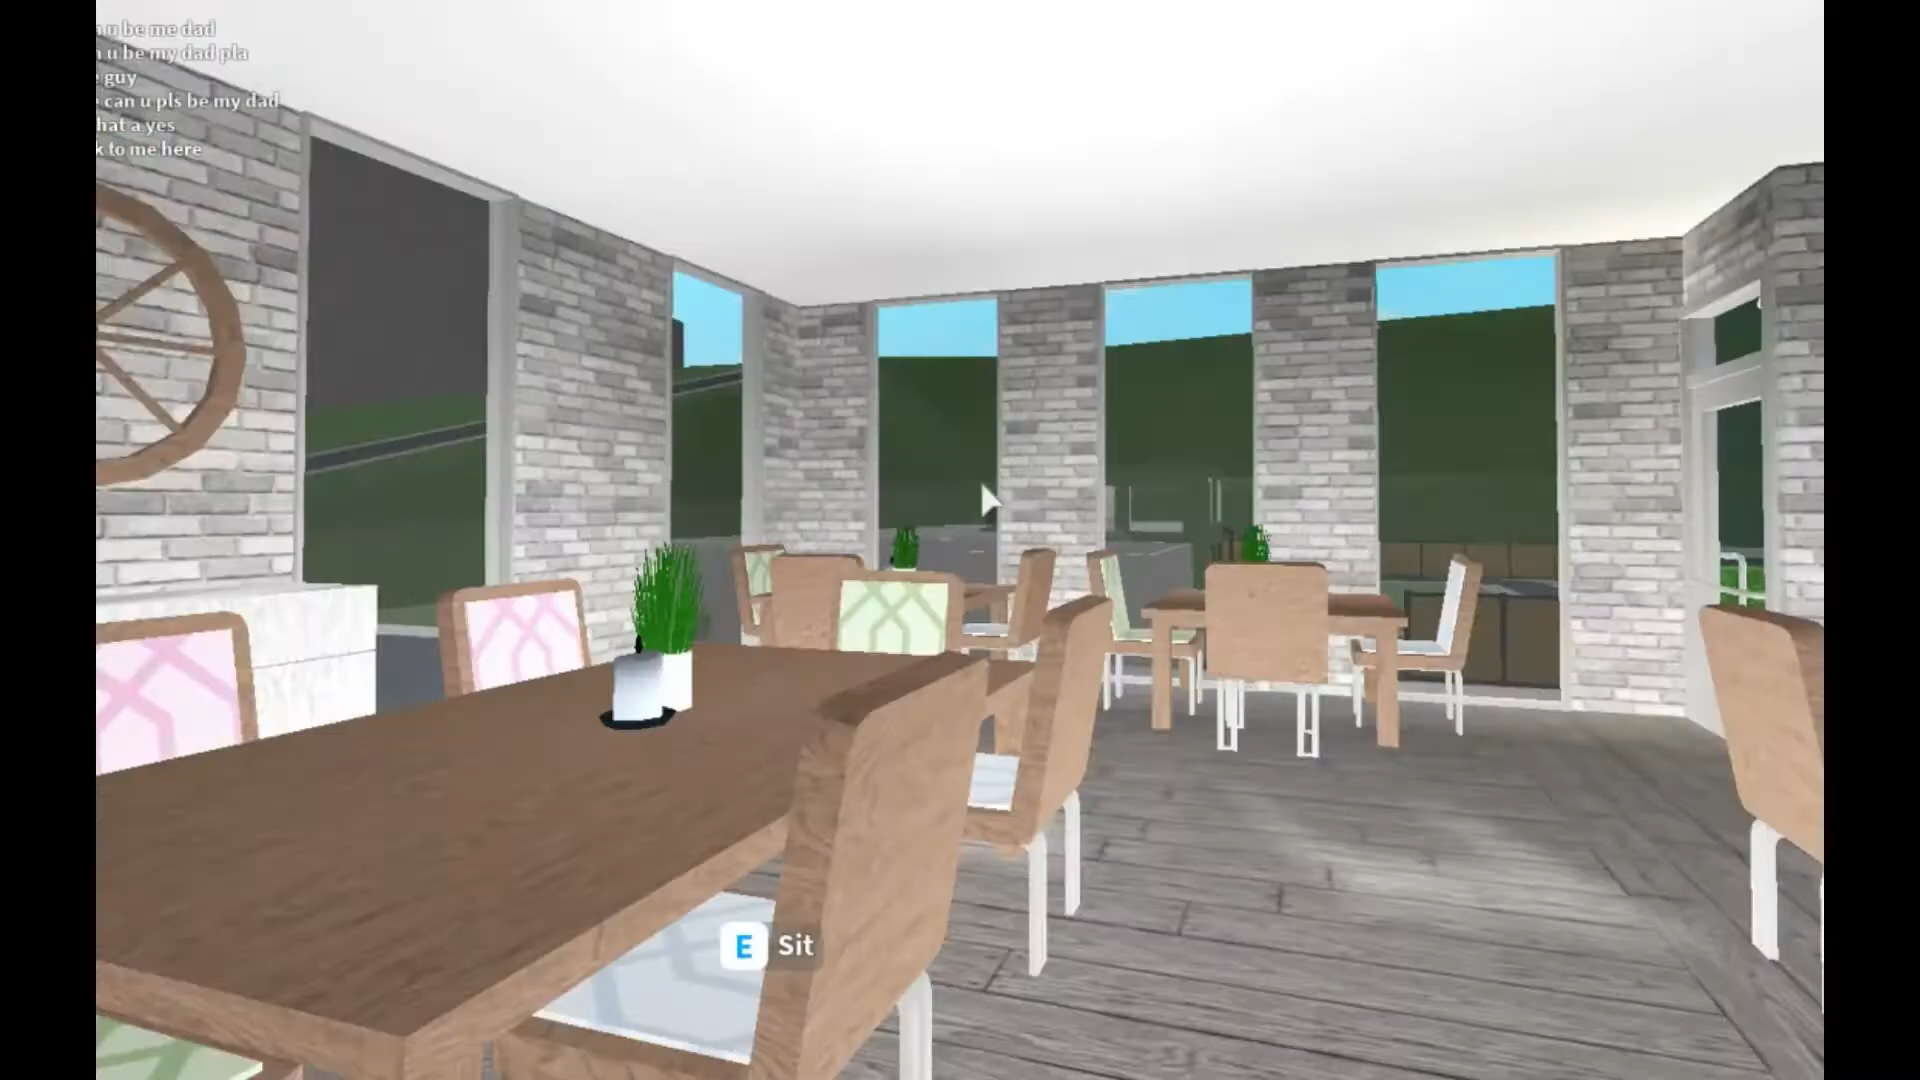 u be me dad
u be my dad pla
guy
can u pls be my dad
hat a yes
k to me here
E Sit